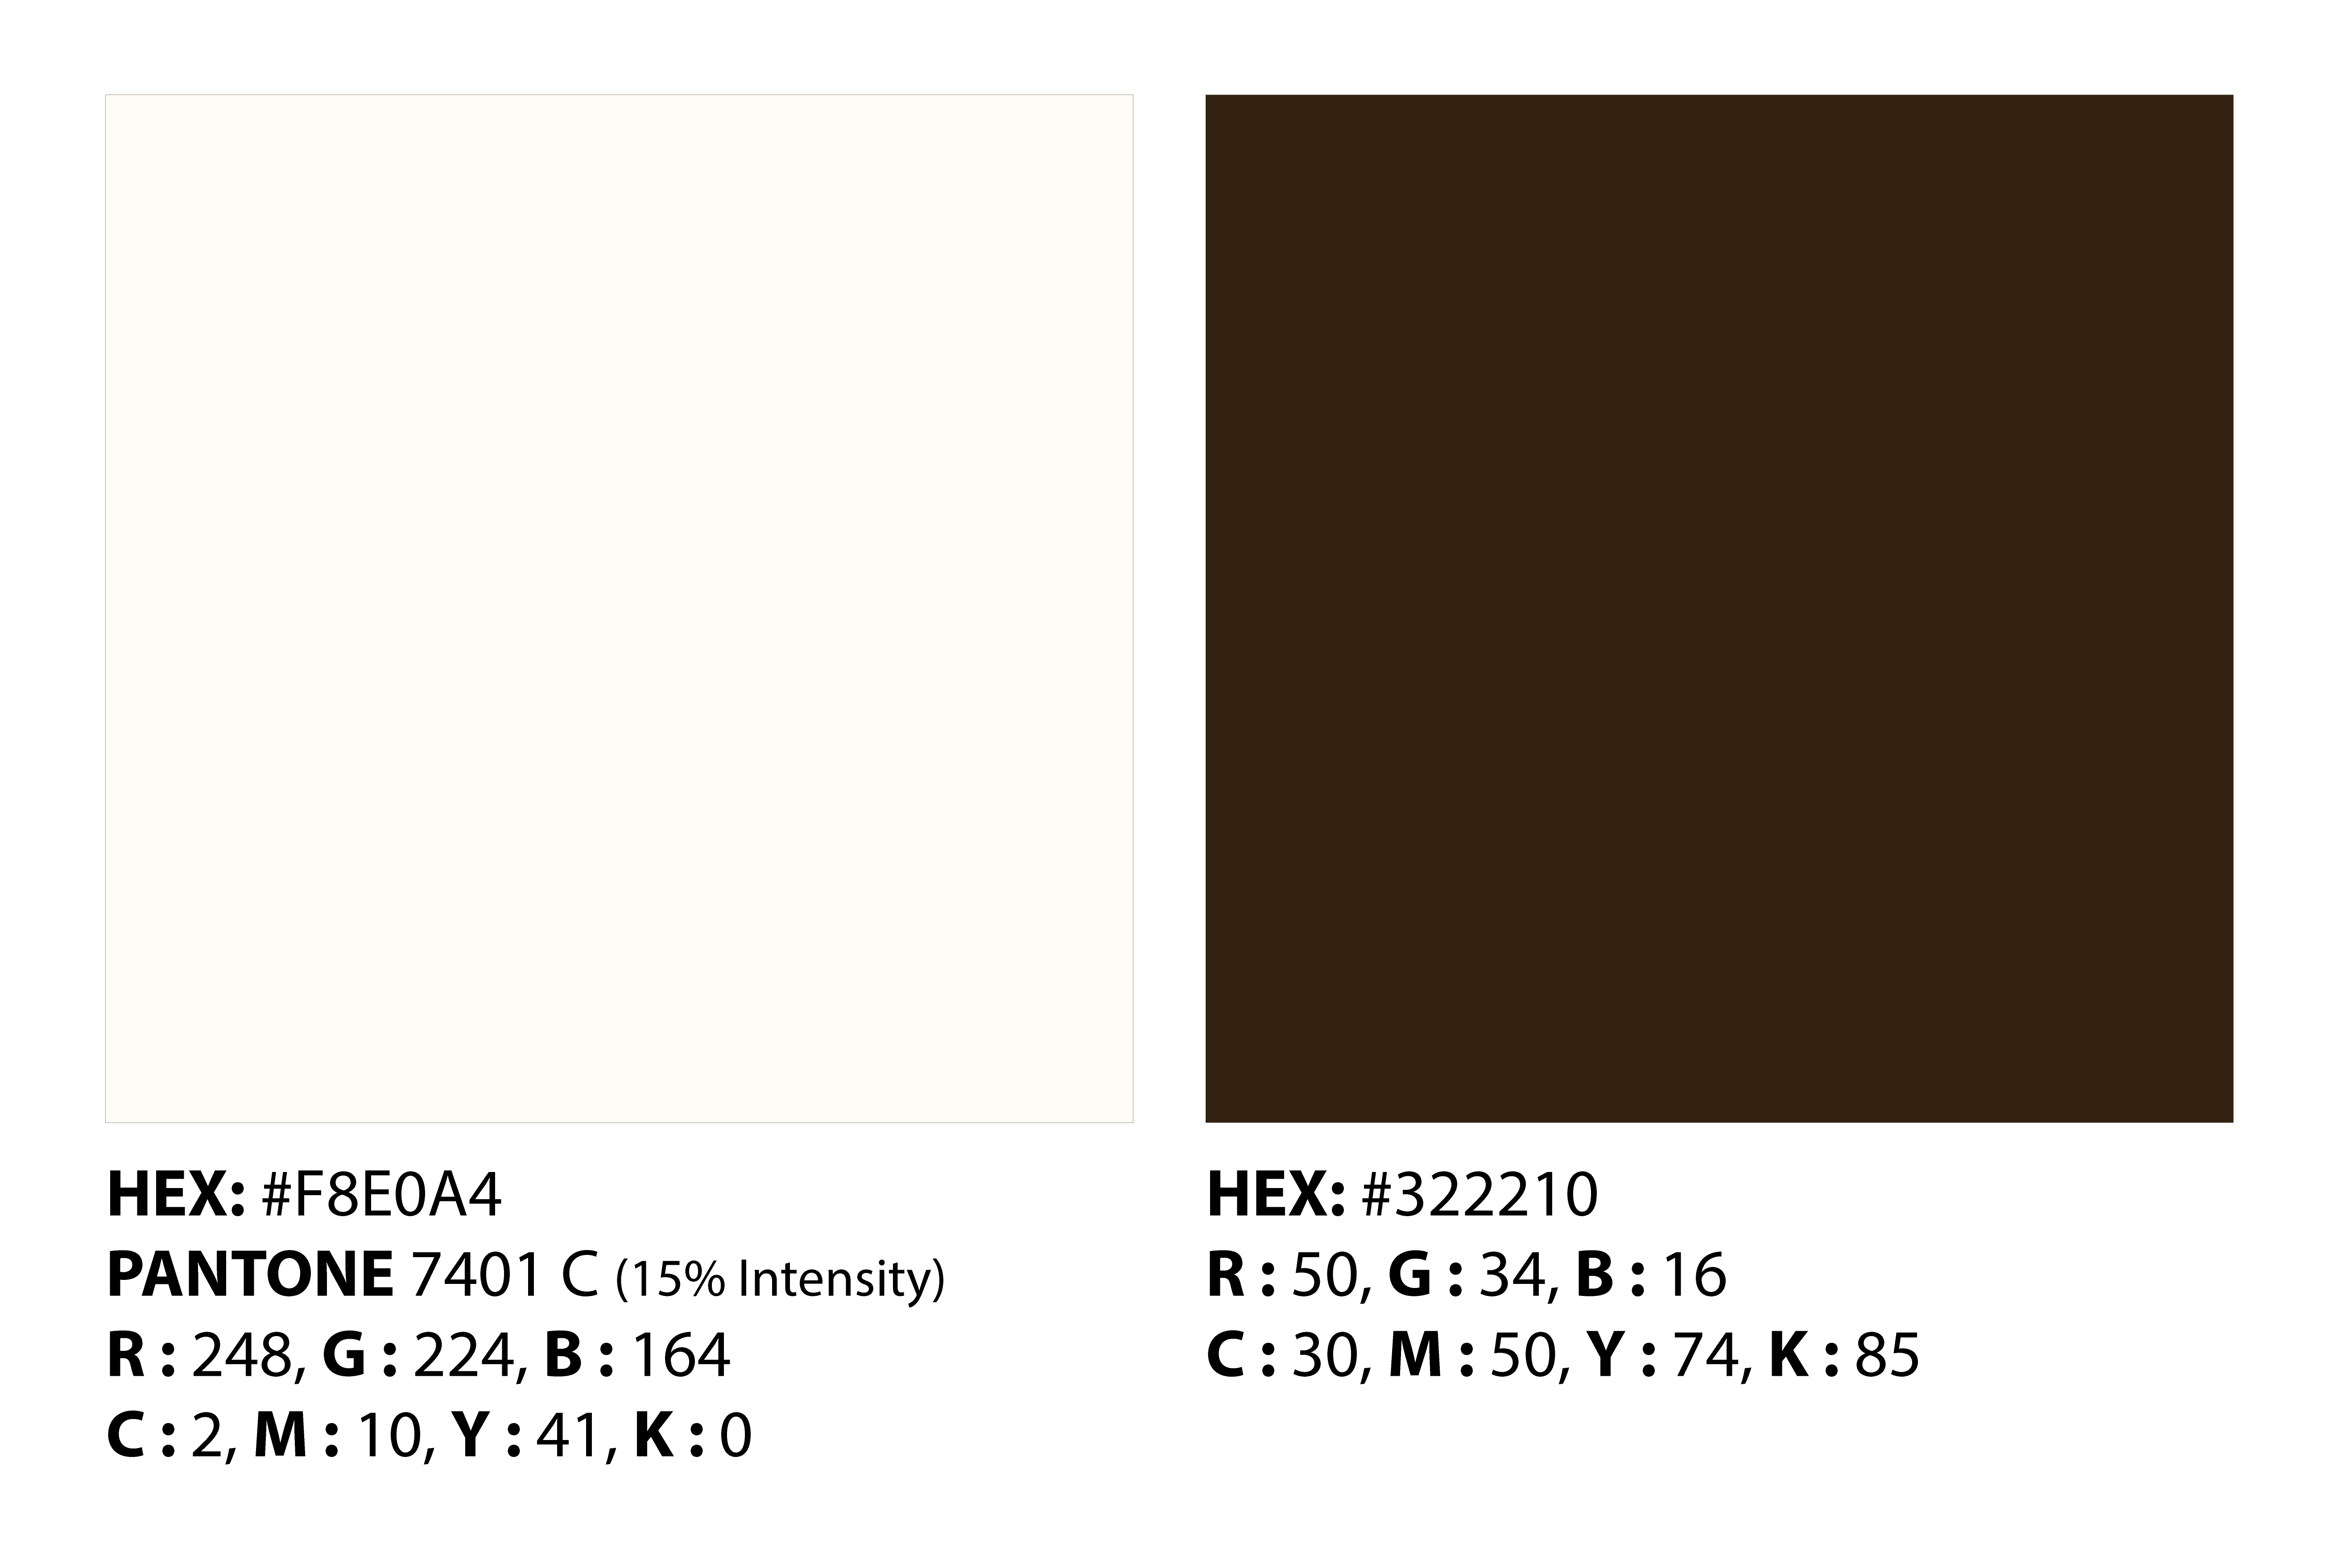 HEX: #F8E0A4
PANTONE 7401 C (15% Intensity)
R : 248, G : 224, B : 164
C : 2, M : 10, Y : 41, K : 0
HEX: #322210
R : 50, G : 34, B : 16
C : 30, M : 50, Y : 74, K : 85